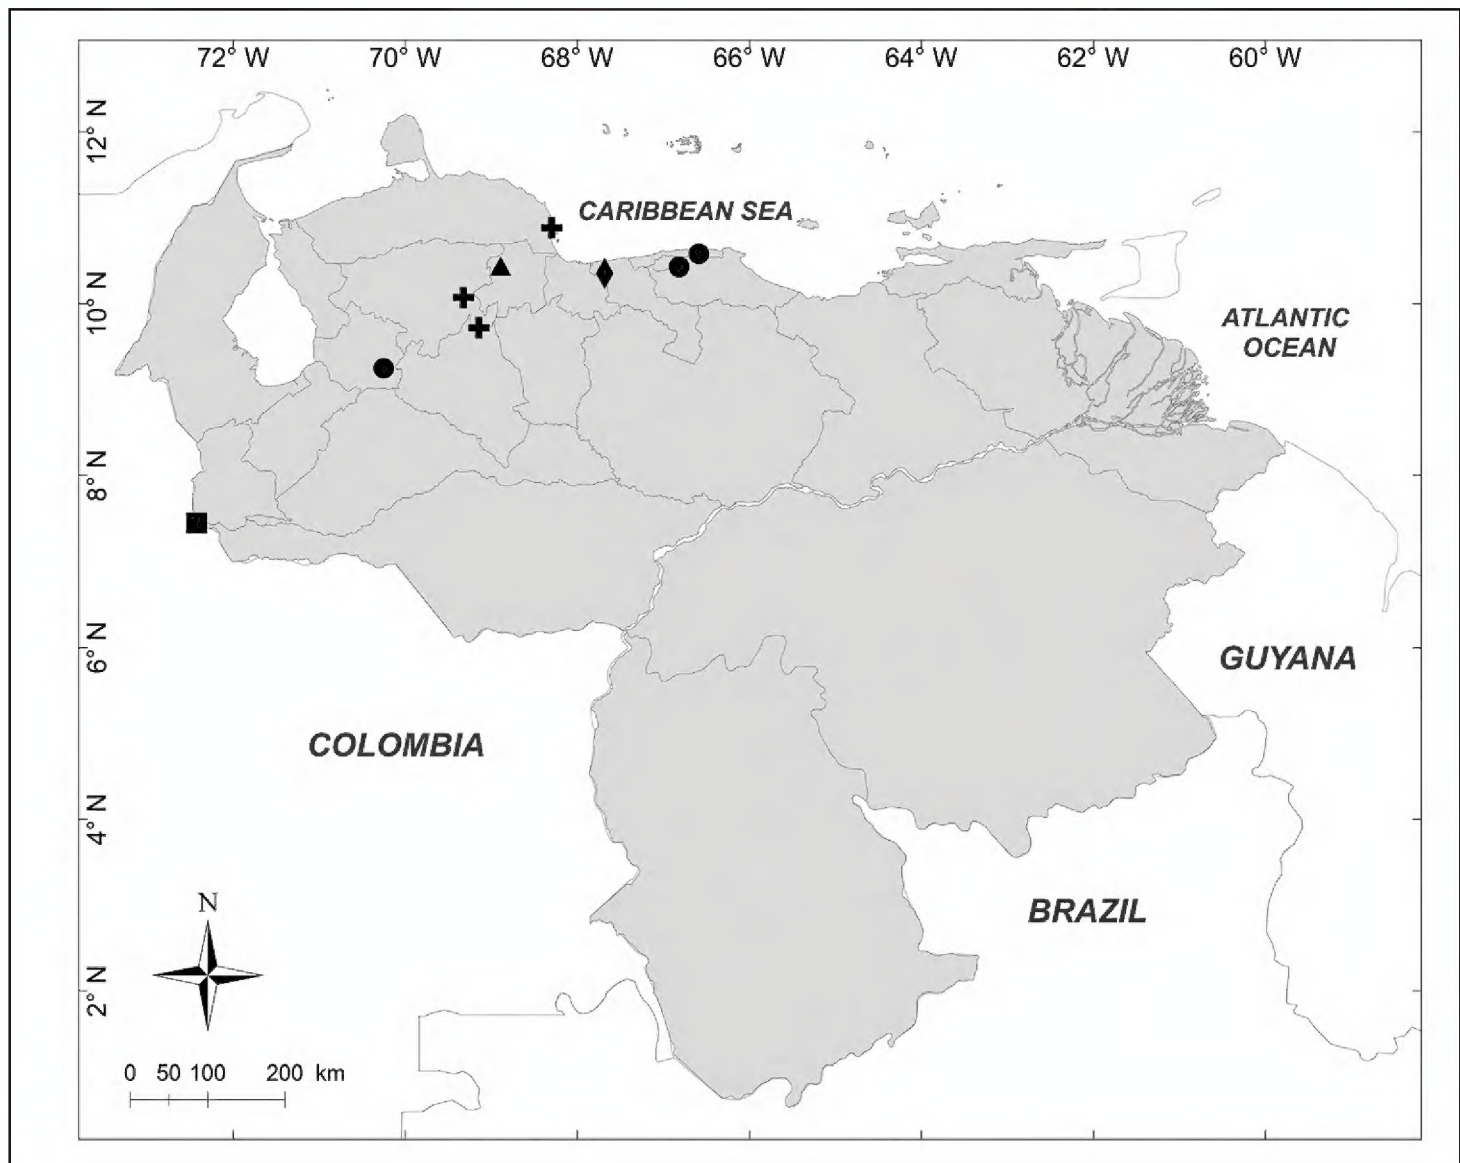 72° W 70° W 68° W 66° W 64° W 62° W 60° W
12° N
CARIBBEAN SEA
10° N
ATLANTIC
OCEAN
8° N
6° N
GUYANA
COLOMBIA
4° N
BRAZIL
N
2° N
0 50 100 200 km